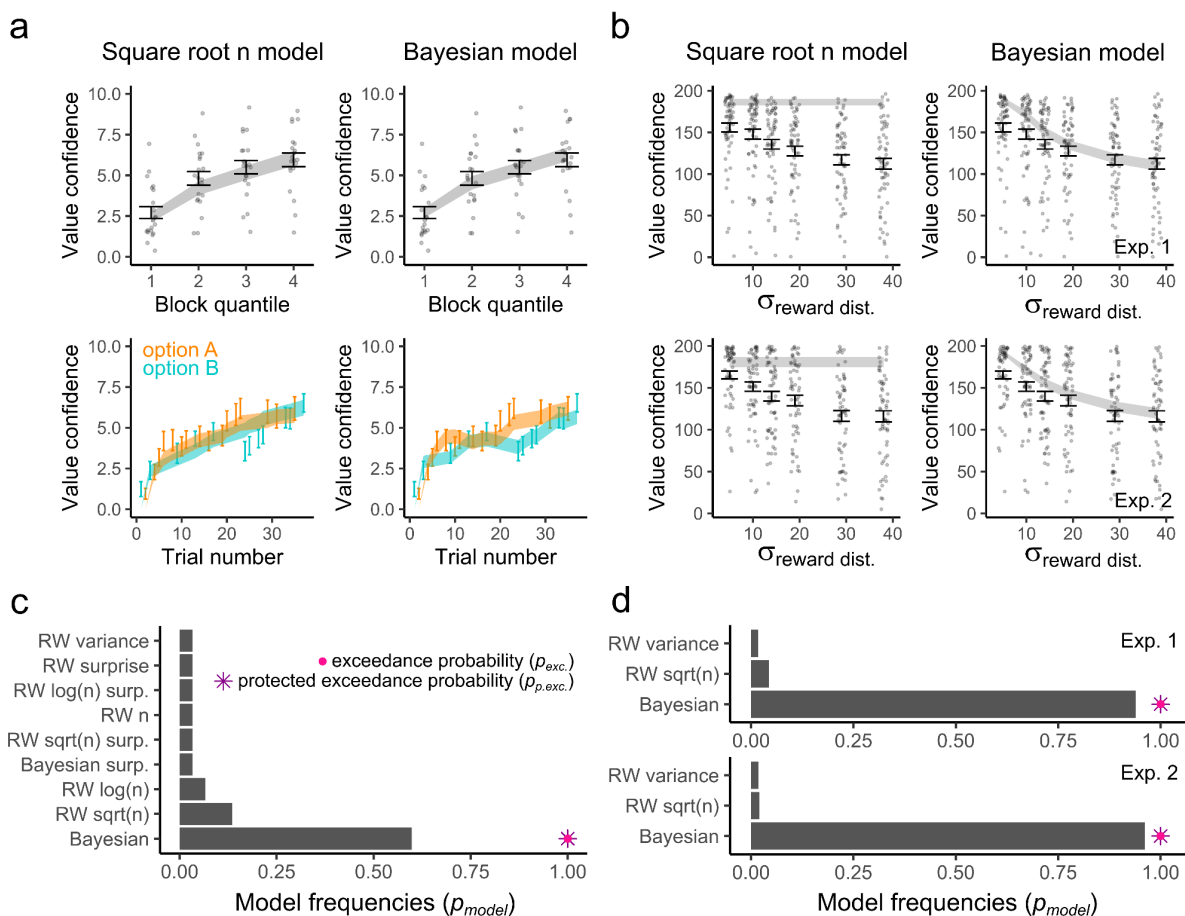 a
Square root n model
Bayesian model
Value confidence
10.0
7.5
5.0
2.5
0.0
1 2 3 4
Block quantile
Value confidence
10.0
7.5
5.0
2.5
0.0
1 2 3 4
Block quantile
Value confidence
10.0
7.5
5.0
2.5
0.0
option A
option B
0 10 20 30
Trial number
Value confidence
10.0
7.5
5.0
2.5
0.0
0 10 20 30
Trial number
b
Square root n model
Bayesian model
Value confidence
200
150
100
50
0
10 20 30 40
σreward dist.
Value confidence
200
150
100
50
0
Exp. 1
10 20 30 40
σreward dist.
Value confidence
200
150
100
50
0
10 20 30 40
σreward dist.
Value confidence
200
150
100
50
0
Exp. 2
10 20 30 40
σreward dist.
c
RW variance
RW surprise
RW log(n) surp.
RW n
RW sqrt(n) surp.
Bayesian surp.
RW log(n)
RW sqrt(n)
Bayesian
exceedance probability (pexc.)
protected exceedance probability (pp.exc.)
0.00 0.25 0.50 0.75 1.00
Model frequencies (pmodel)
d
Exp. 1
RW variance
RW sqrt(n)
Bayesian
0.00 0.25 0.50 0.75 1.00
Exp. 2
RW variance
RW sqrt(n)
Bayesian
0.00 0.25 0.50 0.75 1.00
Model frequencies (pmodel)